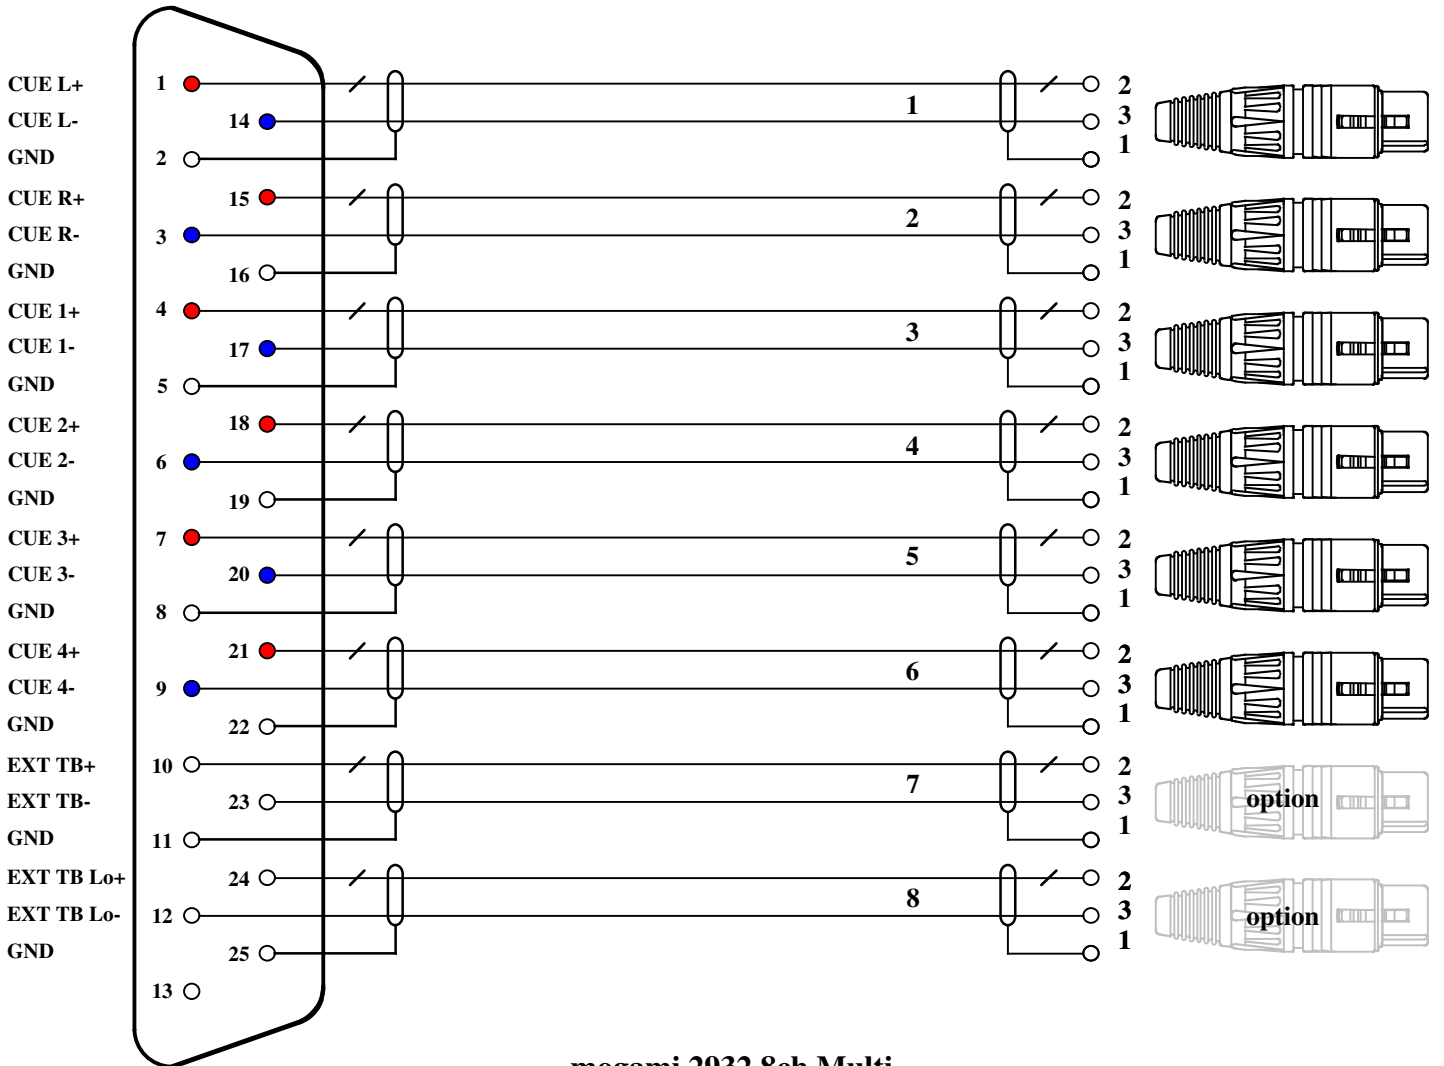 CUE L+ 1 2
CUE L- 14 1 3
GND 2 1
CUE R+ 15 2
CUE R- 3 2 3
GND 16 1
CUE 1+ 4 2
CUE 1- 17 3 3
GND 5 1
CUE 2+ 18 2
CUE 2- 6 4 3
GND 19 1
CUE 3+ 7 2
CUE 3- 20 5 3
GND 8 1
CUE 4+ 21 2
CUE 4- 9 6 3
GND 22 1
EXT TB+ 10 2
EXT TB- 23 7 3 option
GND 11 1
EXT TB Lo+ 24 2
EXT TB Lo- 12 8 3 option
GND 25 1
13
mogami 2932 8ch Multi